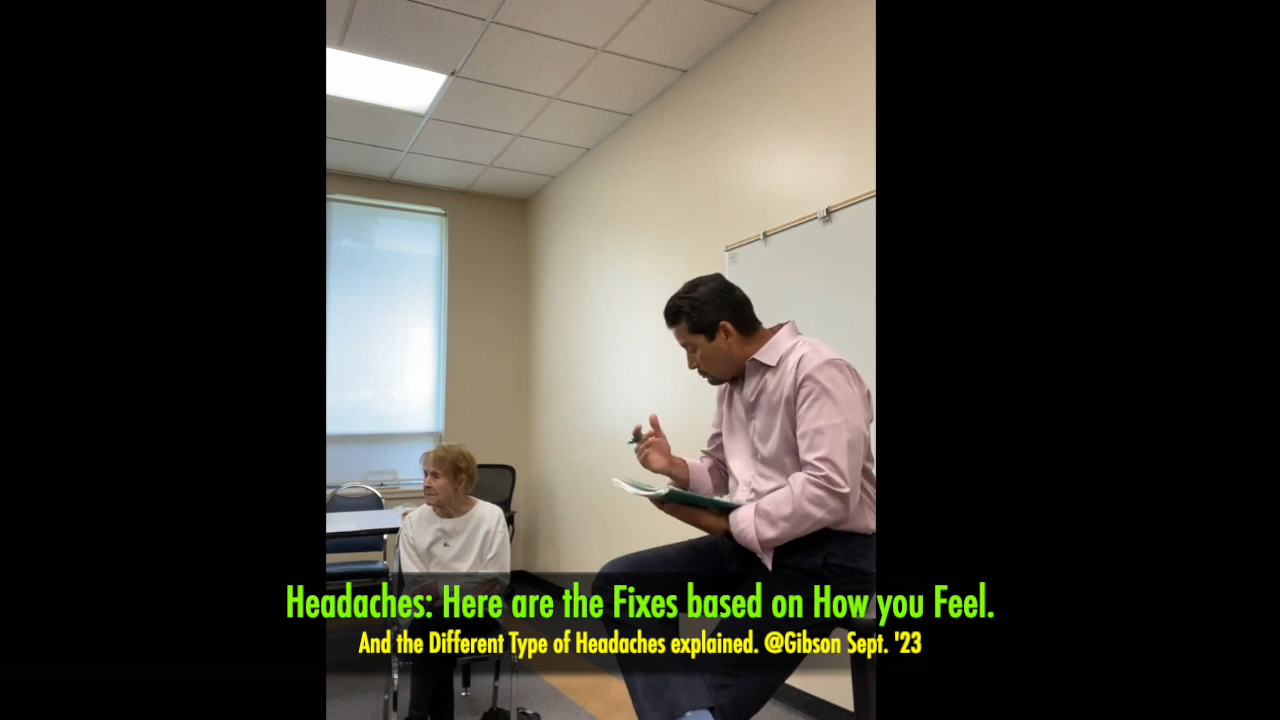 Headaches: Here are the Fixes based on How you Feel.
And the Different Type of Headaches explained. @Gibson Sept. '23